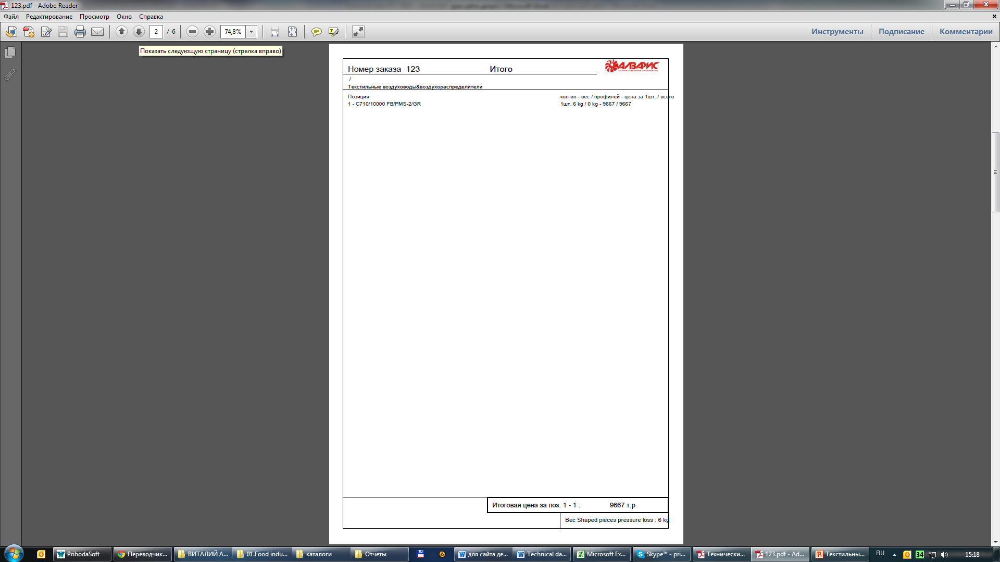 123.pdf - Adobe Reader
Файл Редактирование Просмотр Окно Справка
2 / 6 74,8% Инструменты Подписание Комментарии
Показать следующую страницу (стрелка вправо)
Номер заказа 123 Итого АЛВАРИС
/
Текстильные воздуховоды&воздухораспределители
Позиция кол-во - вес / профилей - цена за 1шт. / всего
1 - C710/10000 FB/PMS-2/GR 1шт. 6 kg / 0 kg - 9667 / 9667
Итоговая цена за поз. 1 - 1 : 9667 т.р
Вес Shaped pieces pressure loss : 6 kg
PrihodaSoft Переводчик... ВИТАЛИЙ А... 01.Food indu... каталоги Отчеты для сайта де... Technical da... Microsoft Ex... Skype™ - pri... Технически... 123.pdf - Ad... Текстильны... RU 34 15:18